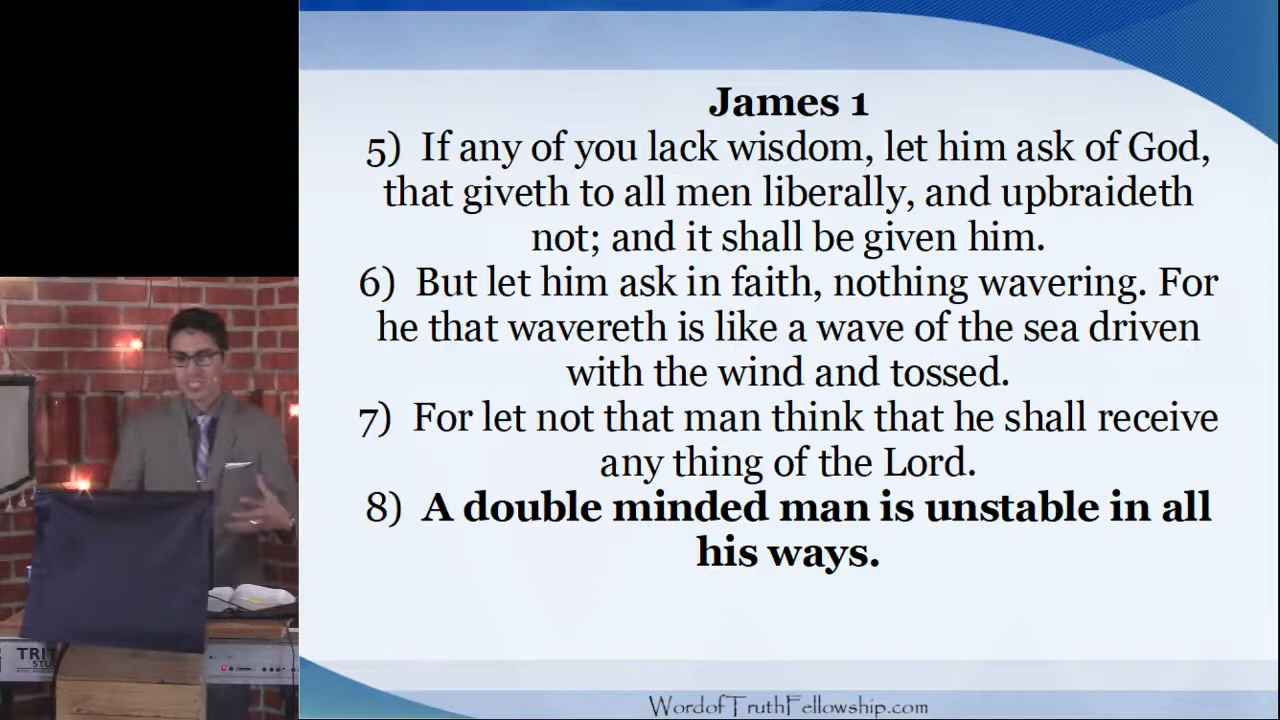 James 1
5) If any of you lack wisdom, let him ask of God,
that giveth to all men liberally, and upbraideth
not; and it shall be given him.
6) But let him ask in faith, nothing wavering. For
he that wavereth is like a wave of the sea driven
with the wind and tossed.
7) For let not that man think that he shall receive
any thing of the Lord.
8) A double minded man is unstable in all
his ways.
WordofTruthFellowship.com
TRIT
STU